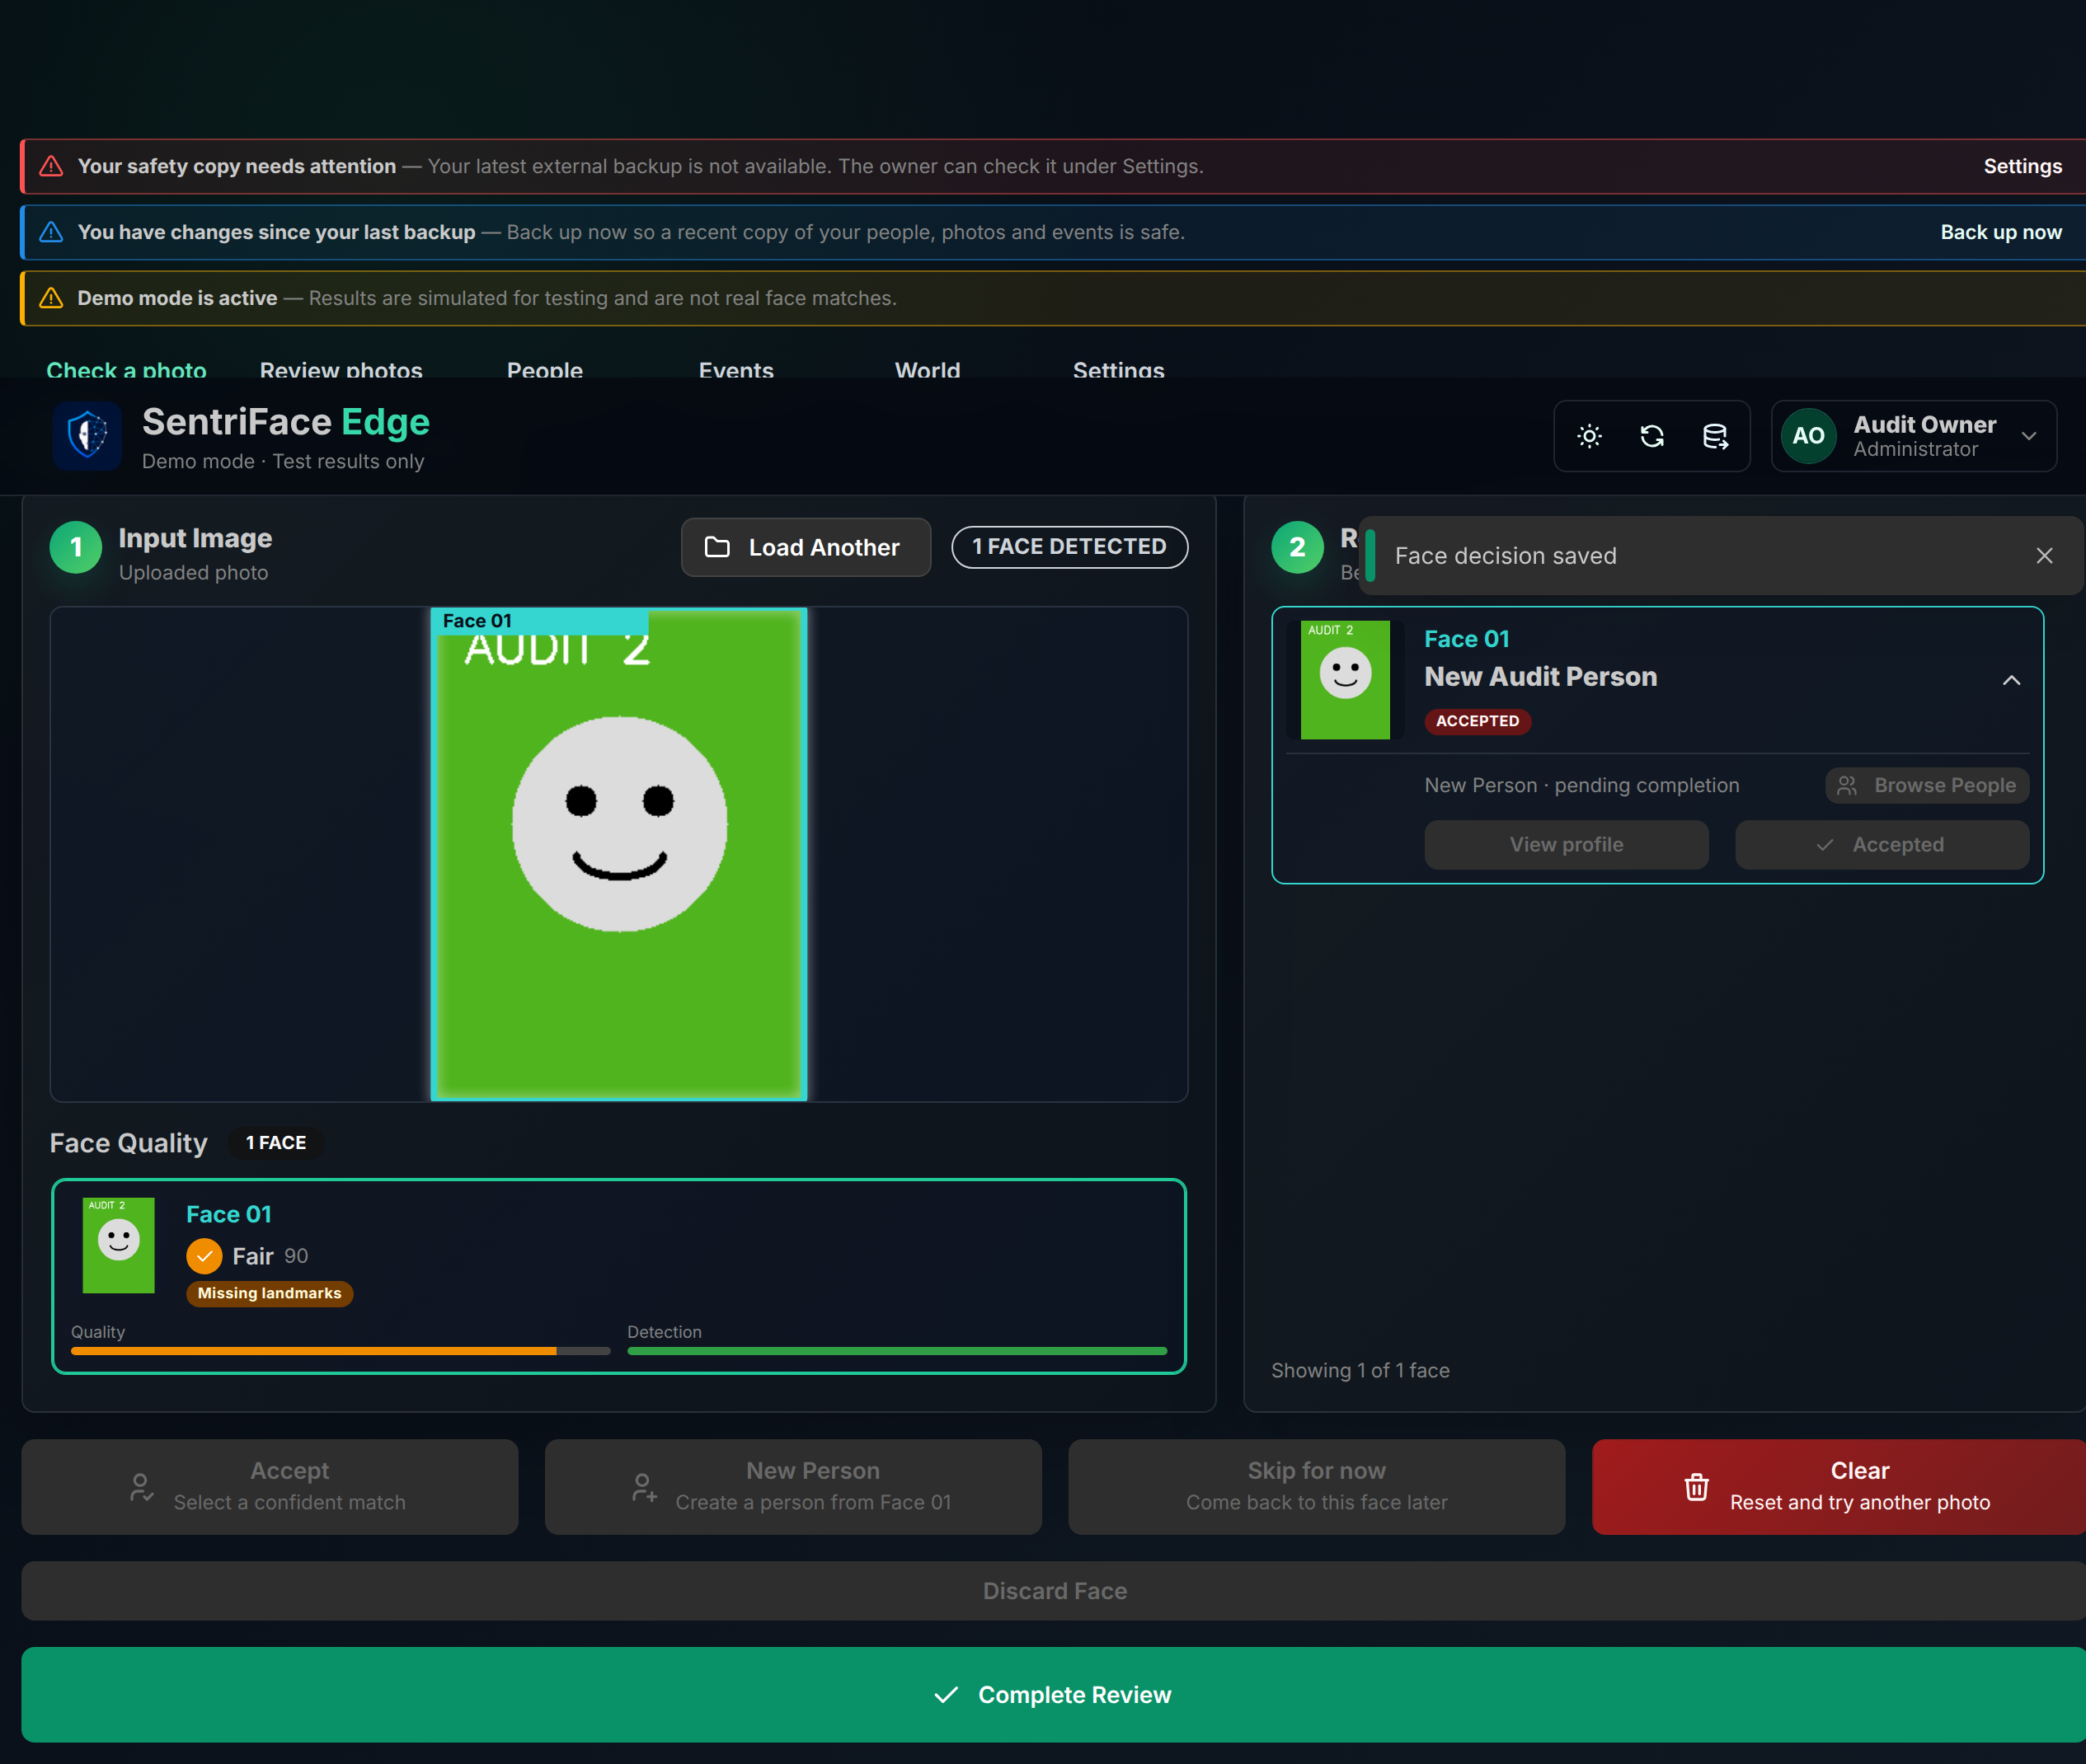 Your safety copy needs attention — Your latest external backup is not available. The owner can check it under Settings.
Settings
You have changes since your last backup — Back up now so a recent copy of your people, photos and events is safe.
Back up now
Demo mode is active — Results are simulated for testing and are not real face matches.
Check a photo
Review photos
People
Events
World
Settings
SentriFace Edge
Demo mode · Test results only
AO
Audit Owner
Administrator
1
Input Image
Uploaded photo
Load Another
1 FACE DETECTED
Face 01
AUDIT 2
Face Quality
1 FACE
AUDIT 2
Face 01
Fair 90
Missing landmarks
Quality
Detection
2
Face decision saved
AUDIT 2
Face 01
New Audit Person
ACCEPTED
New Person · pending completion
Browse People
View profile
Accepted
Showing 1 of 1 face
Accept
Select a confident match
New Person
Create a person from Face 01
Skip for now
Come back to this face later
Clear
Reset and try another photo
Discard Face
Complete Review